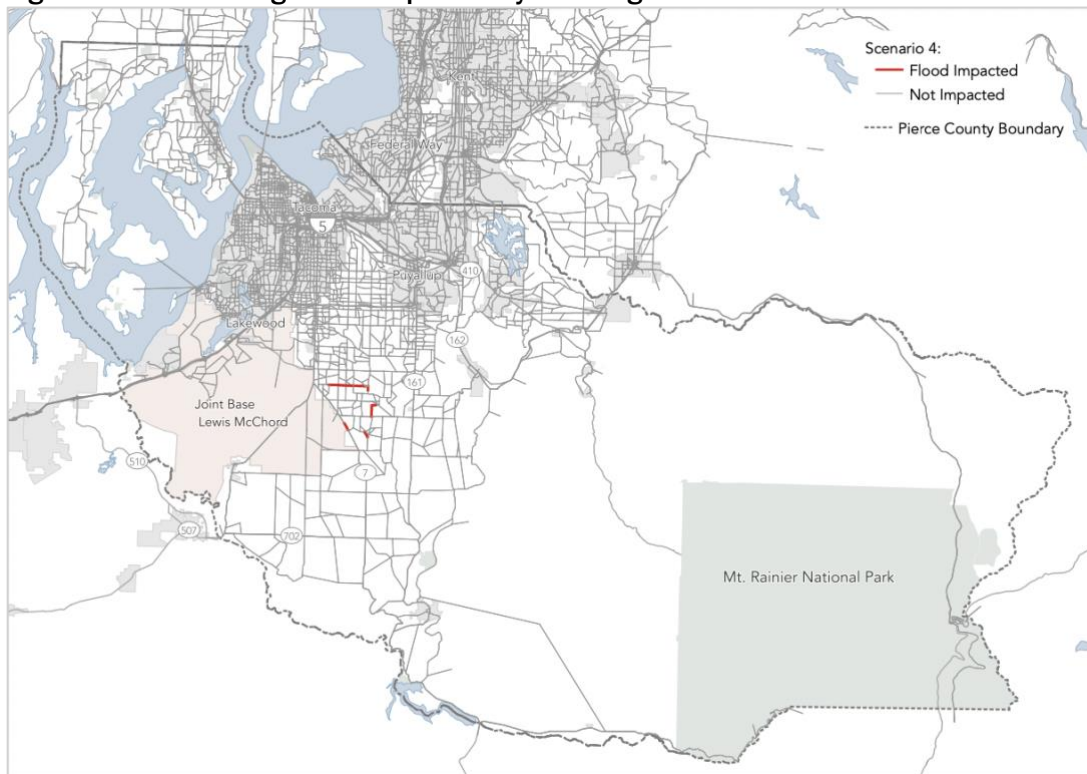 Scenario 4:
Flood Impacted
Not Impacted
Pierce County Boundary
Kent
Federal Way
Tacoma
5
Puyallup
410
Lakewood
162
161
Joint Base
Lewis McChord
510
7
507
702
Mt. Rainier National Park